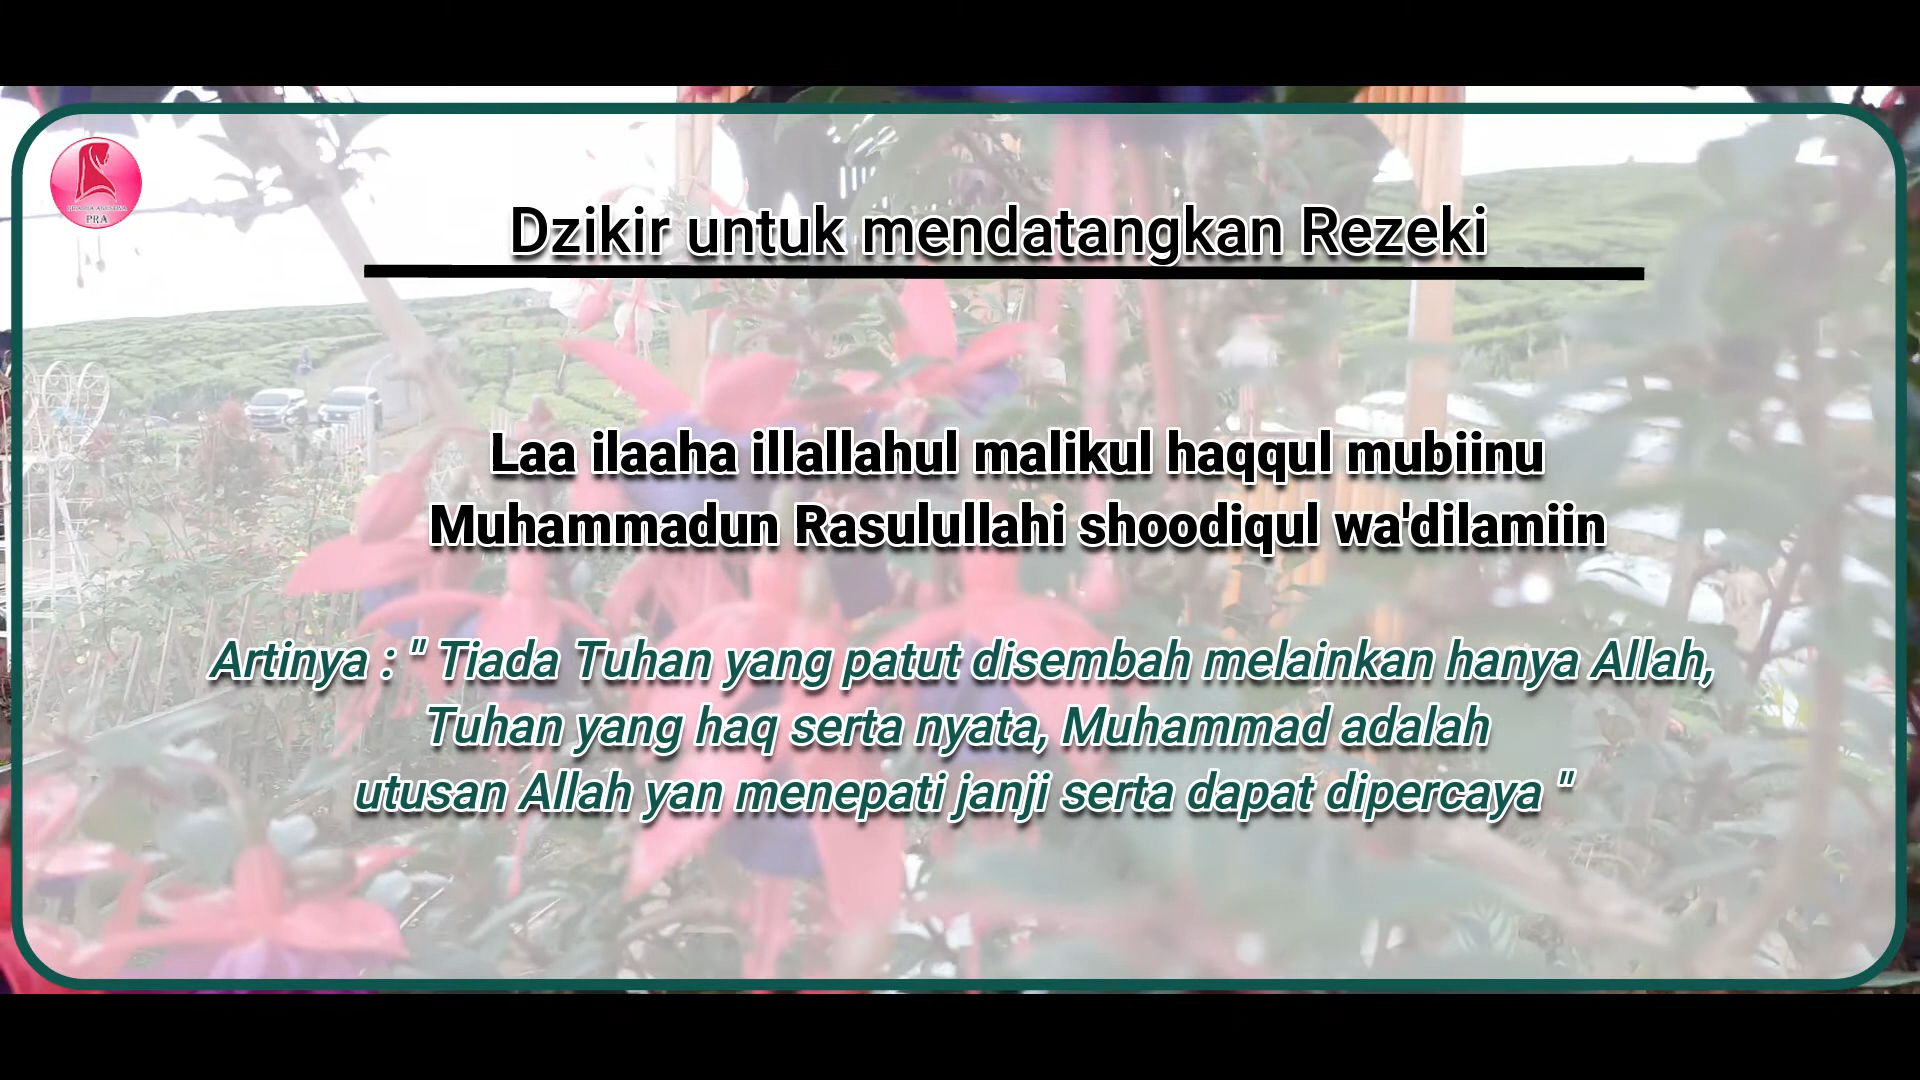 PRA
Dzikir untuk mendatangkan Rezeki
Laa ilaaha illallahul malikul haqqul mubiinu
Muhammadun Rasulullahi shoodiqul wa'dilamiin
Artinya : " Tiada Tuhan yang patut disembah melainkan hanya Allah,
Tuhan yang haq serta nyata, Muhammad adalah
utusan Allah yan menepati janji serta dapat dipercaya "